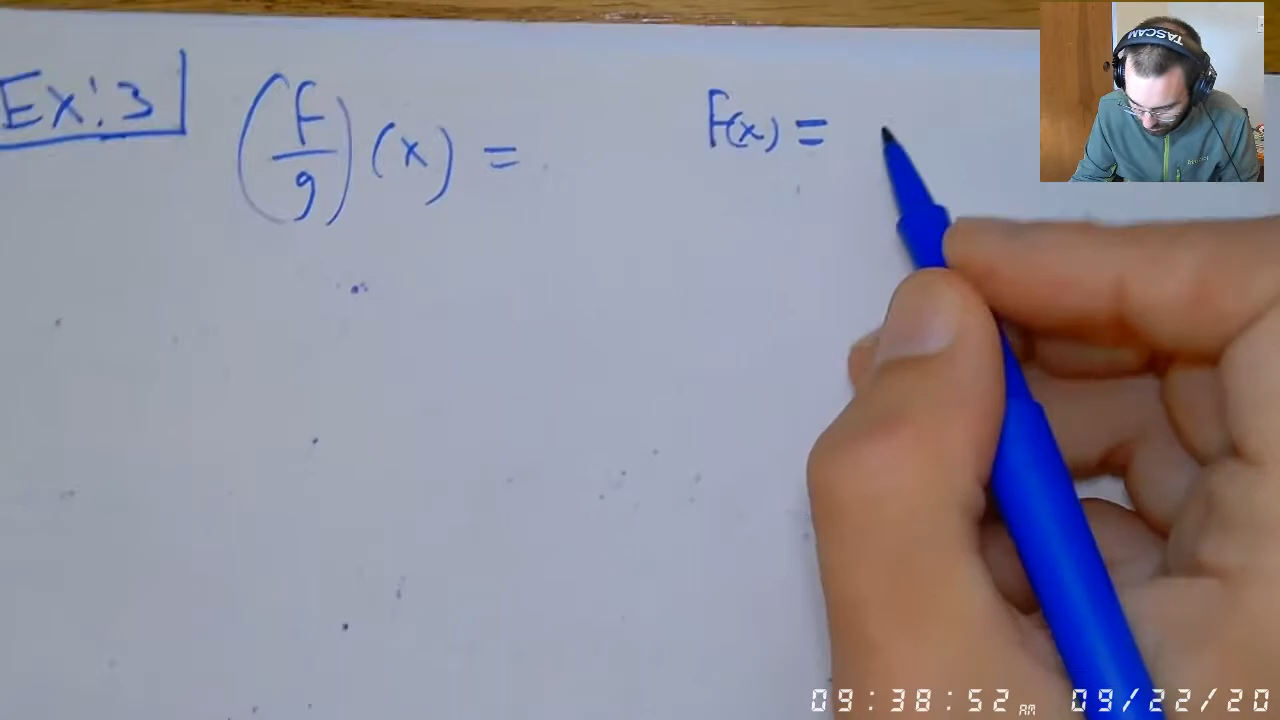 Ex: 3 (F/g)(x) = F(x) =
TASCAM
09:38:52 AM 09/22/20